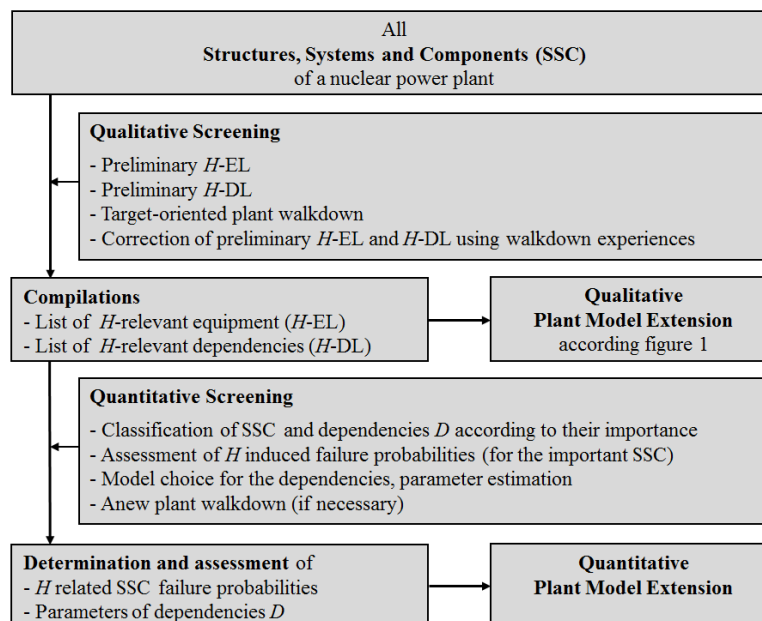 All
Structures, Systems and Components (SSC)
of a nuclear power plant
Qualitative Screening
- Preliminary H-EL
- Preliminary H-DL
- Target-oriented plant walkdown
- Correction of preliminary H-EL and H-DL using walkdown experiences
Compilations
- List of H-relevant equipment (H-EL)
- List of H-relevant dependencies (H-DL)
Qualitative
Plant Model Extension
according figure 1
Quantitative Screening
- Classification of SSC and dependencies D according to their importance
- Assessment of H induced failure probabilities (for the important SSC)
- Model choice for the dependencies, parameter estimation
- Anew plant walkdown (if necessary)
Determination and assessment of
- H related SSC failure probabilities
- Parameters of dependencies D
Quantitative
Plant Model Extension